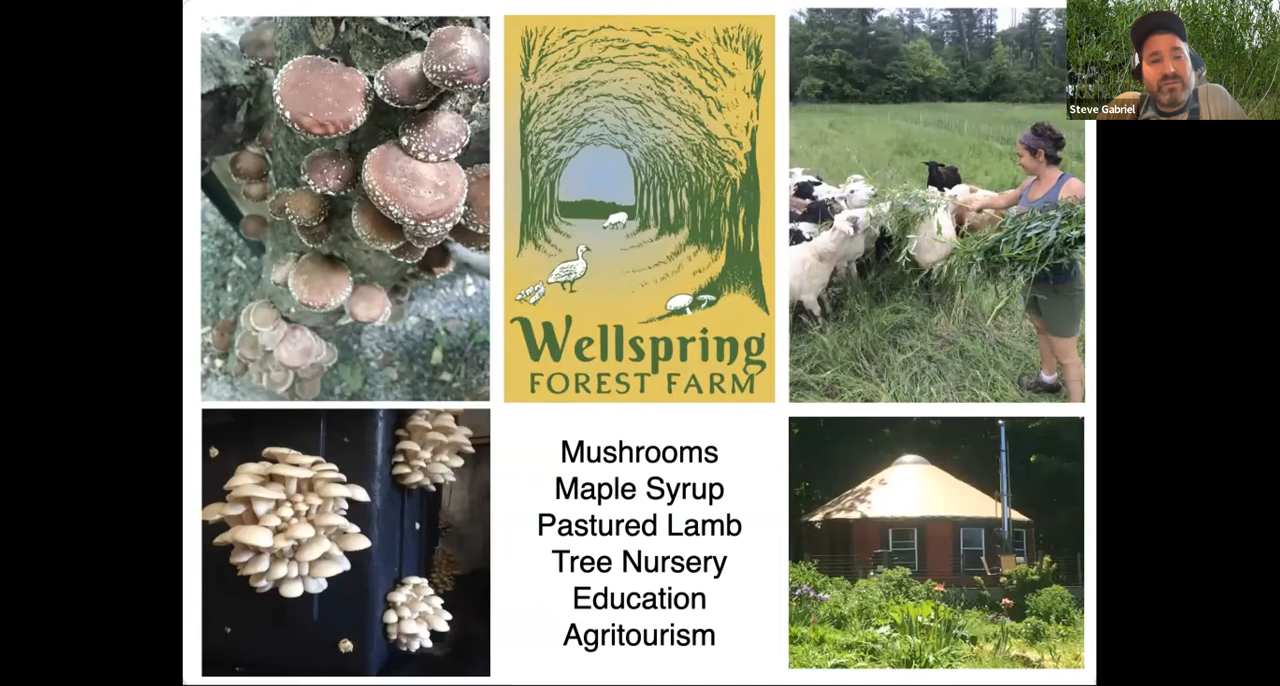 Steve Gabriel
Wellspring
FOREST FARM
Mushrooms
Maple Syrup
Pastured Lamb
Tree Nursery
Education
Agritourism